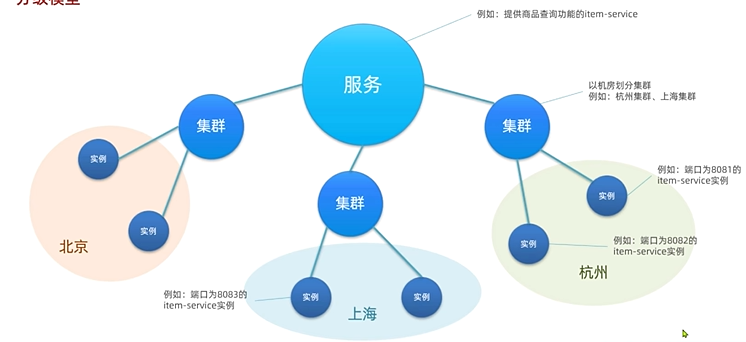 分级模型
例如：提供商品查询功能的item-service
服务
以机房划分集群
例如：杭州集群、上海集群
集群
集群
实例
例如：端口为8081的
item-service实例
实例
集群
实例
实例
例如：端口为8082的
item-service实例
北京
实例
杭州
例如：端口为8083的
item-service实例
实例
实例
上海